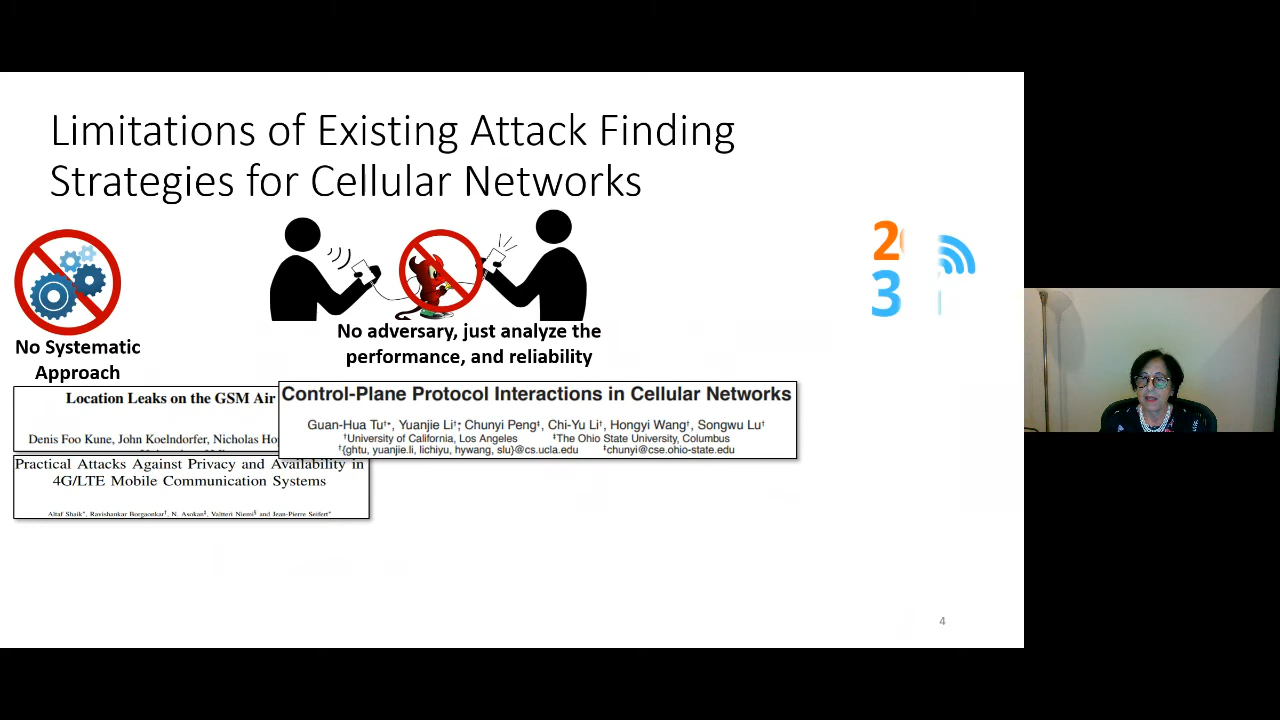 Limitations of Existing Attack Finding
Strategies for Cellular Networks
No Systematic
Approach
No adversary, just analyze the
performance, and reliability
Location Leaks on the GSM Air
Denis Foo Kune, John Koelndorfer, Nicholas
Control-Plane Protocol Interactions in Cellular Networks
Guan-Hua Tu†*, Yuanjie Li†, Chunyi Peng‡, Chi-Yu Li†, Hongyi Wang†, Songwu Lu†
†University of California, Los Angeles ‡The Ohio State University, Columbus
†{ghtu, yuanjie.li, lichiyu, hywang, slu}@cs.ucla.edu ‡chunyi@cse.ohio-state.edu
Practical Attacks Against Privacy and Availability in
4G/LTE Mobile Communication Systems
Altaf Shaik*, Ravishankar Borgaonkar†, N. Asokan‡, Valtteri Niemi§ and Jean-Pierre Seifert*
2
3
4